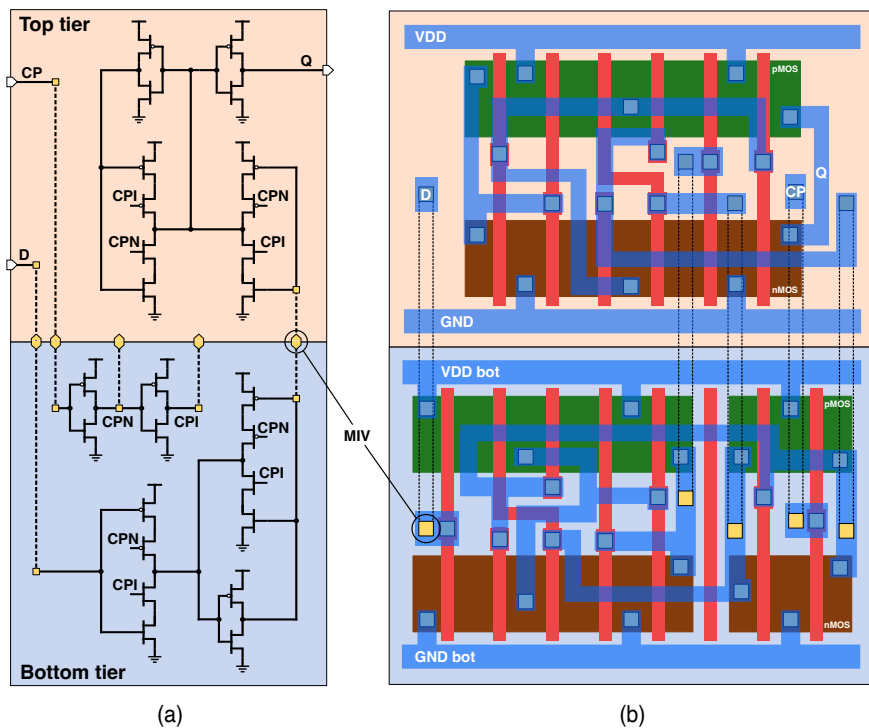 Top tier
CP
Q
CPI
CPN
CPN
CPI
D
CPN
CPI
CPN
CPI
CPN
CPI
Bottom tier
MIV
(a)
VDD
pMOS
D
CP
Q
nMOS
GND
VDD bot
pMOS
nMOS
GND bot
(b)